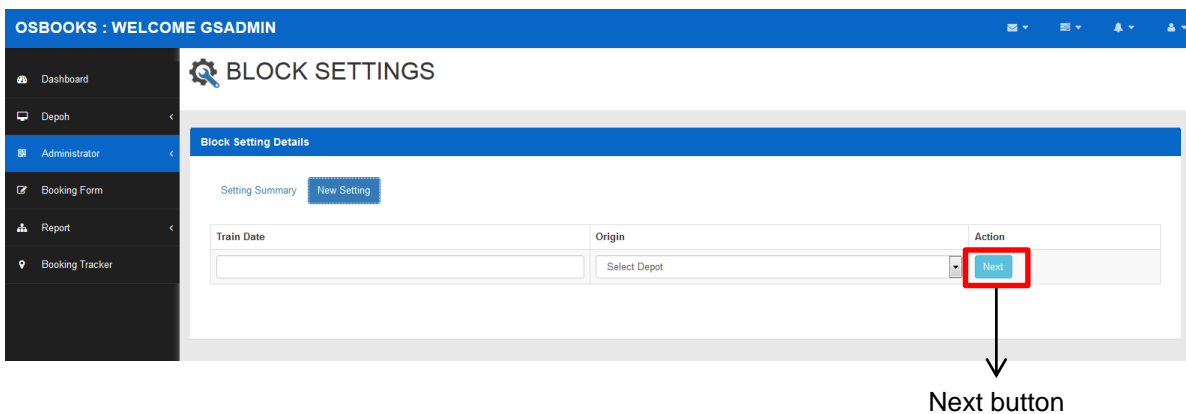 OSBOOKS : WELCOME GSADMIN
BLOCK SETTINGS
Dashboard
Depoh
Administrator
Booking Form
Report
Booking Tracker
Block Setting Details
Setting Summary New Setting
Train Date Origin Action
Select Depot Next
Next button